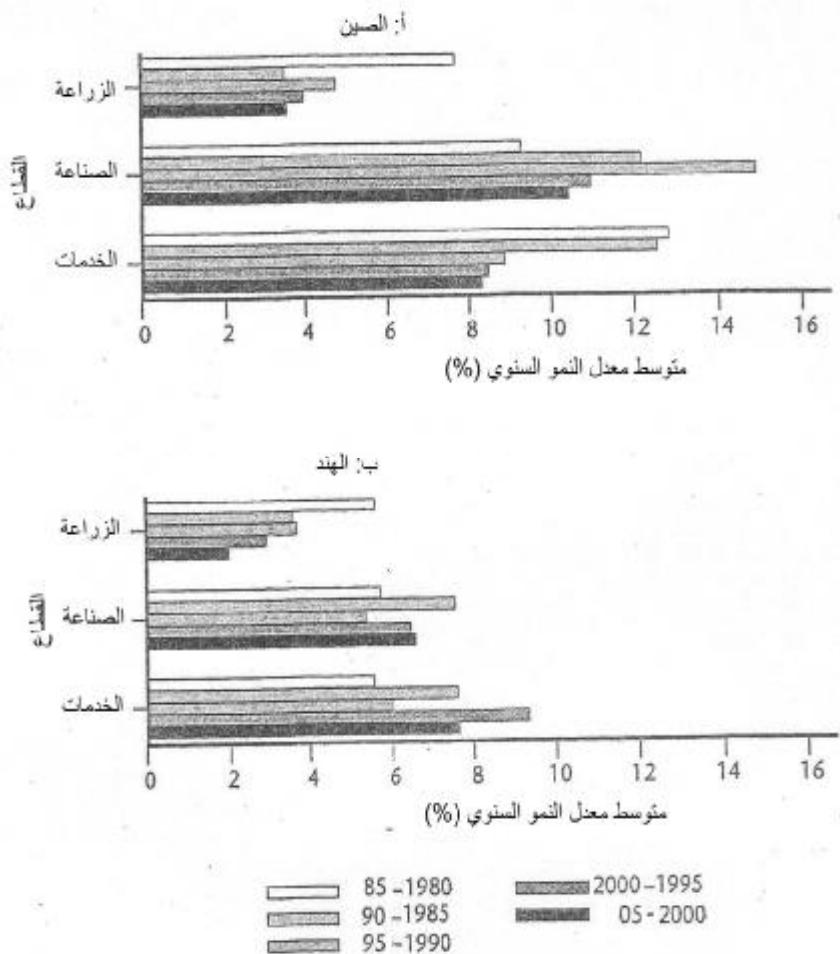 أ: الصين
الزراعة
الصناعة
الخدمات
القطاع
0 2 4 6 8 10 12 14 16
متوسط معدل النمو السنوي (%)
ب: الهند
الزراعة
الصناعة
الخدمات
القطاع
0 2 4 6 8 10 12 14 16
متوسط معدل النمو السنوي (%)
85 – 1980
90 – 1985
95 – 1990
2000 – 1995
05 - 2000